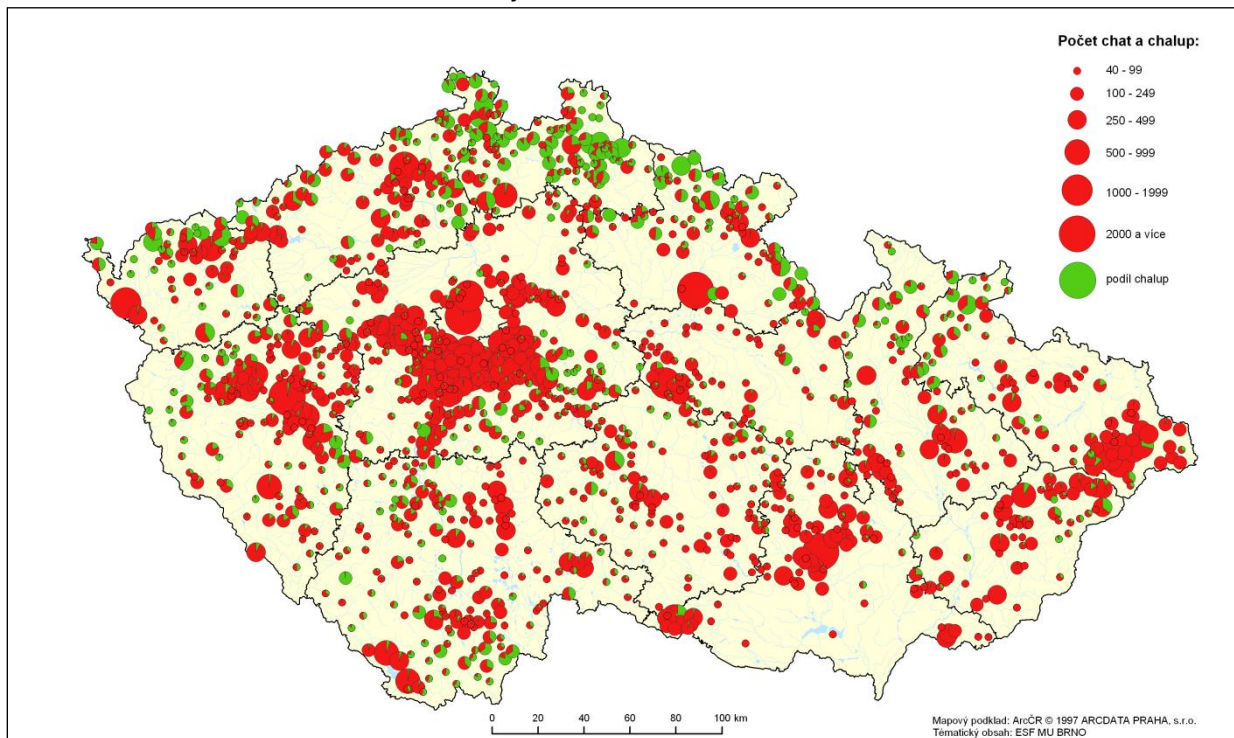 Počet chat a chalup:
40 - 99
100 - 249
250 - 499
500 - 999
1000 - 1999
2000 a více
podíl chalup
0 20 40 60 80 100 km
Mapový podklad: ArcČR © 1997 ARCDATA PRAHA, s.r.o.
Tématický obsah: ESF MU BRNO